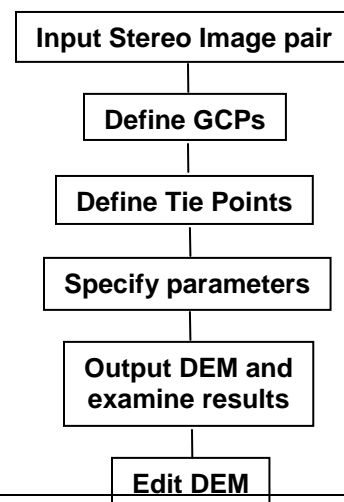 Input Stereo Image pair
Define GCPs
Define Tie Points
Specify parameters
Output DEM and
examine results
Edit DEM